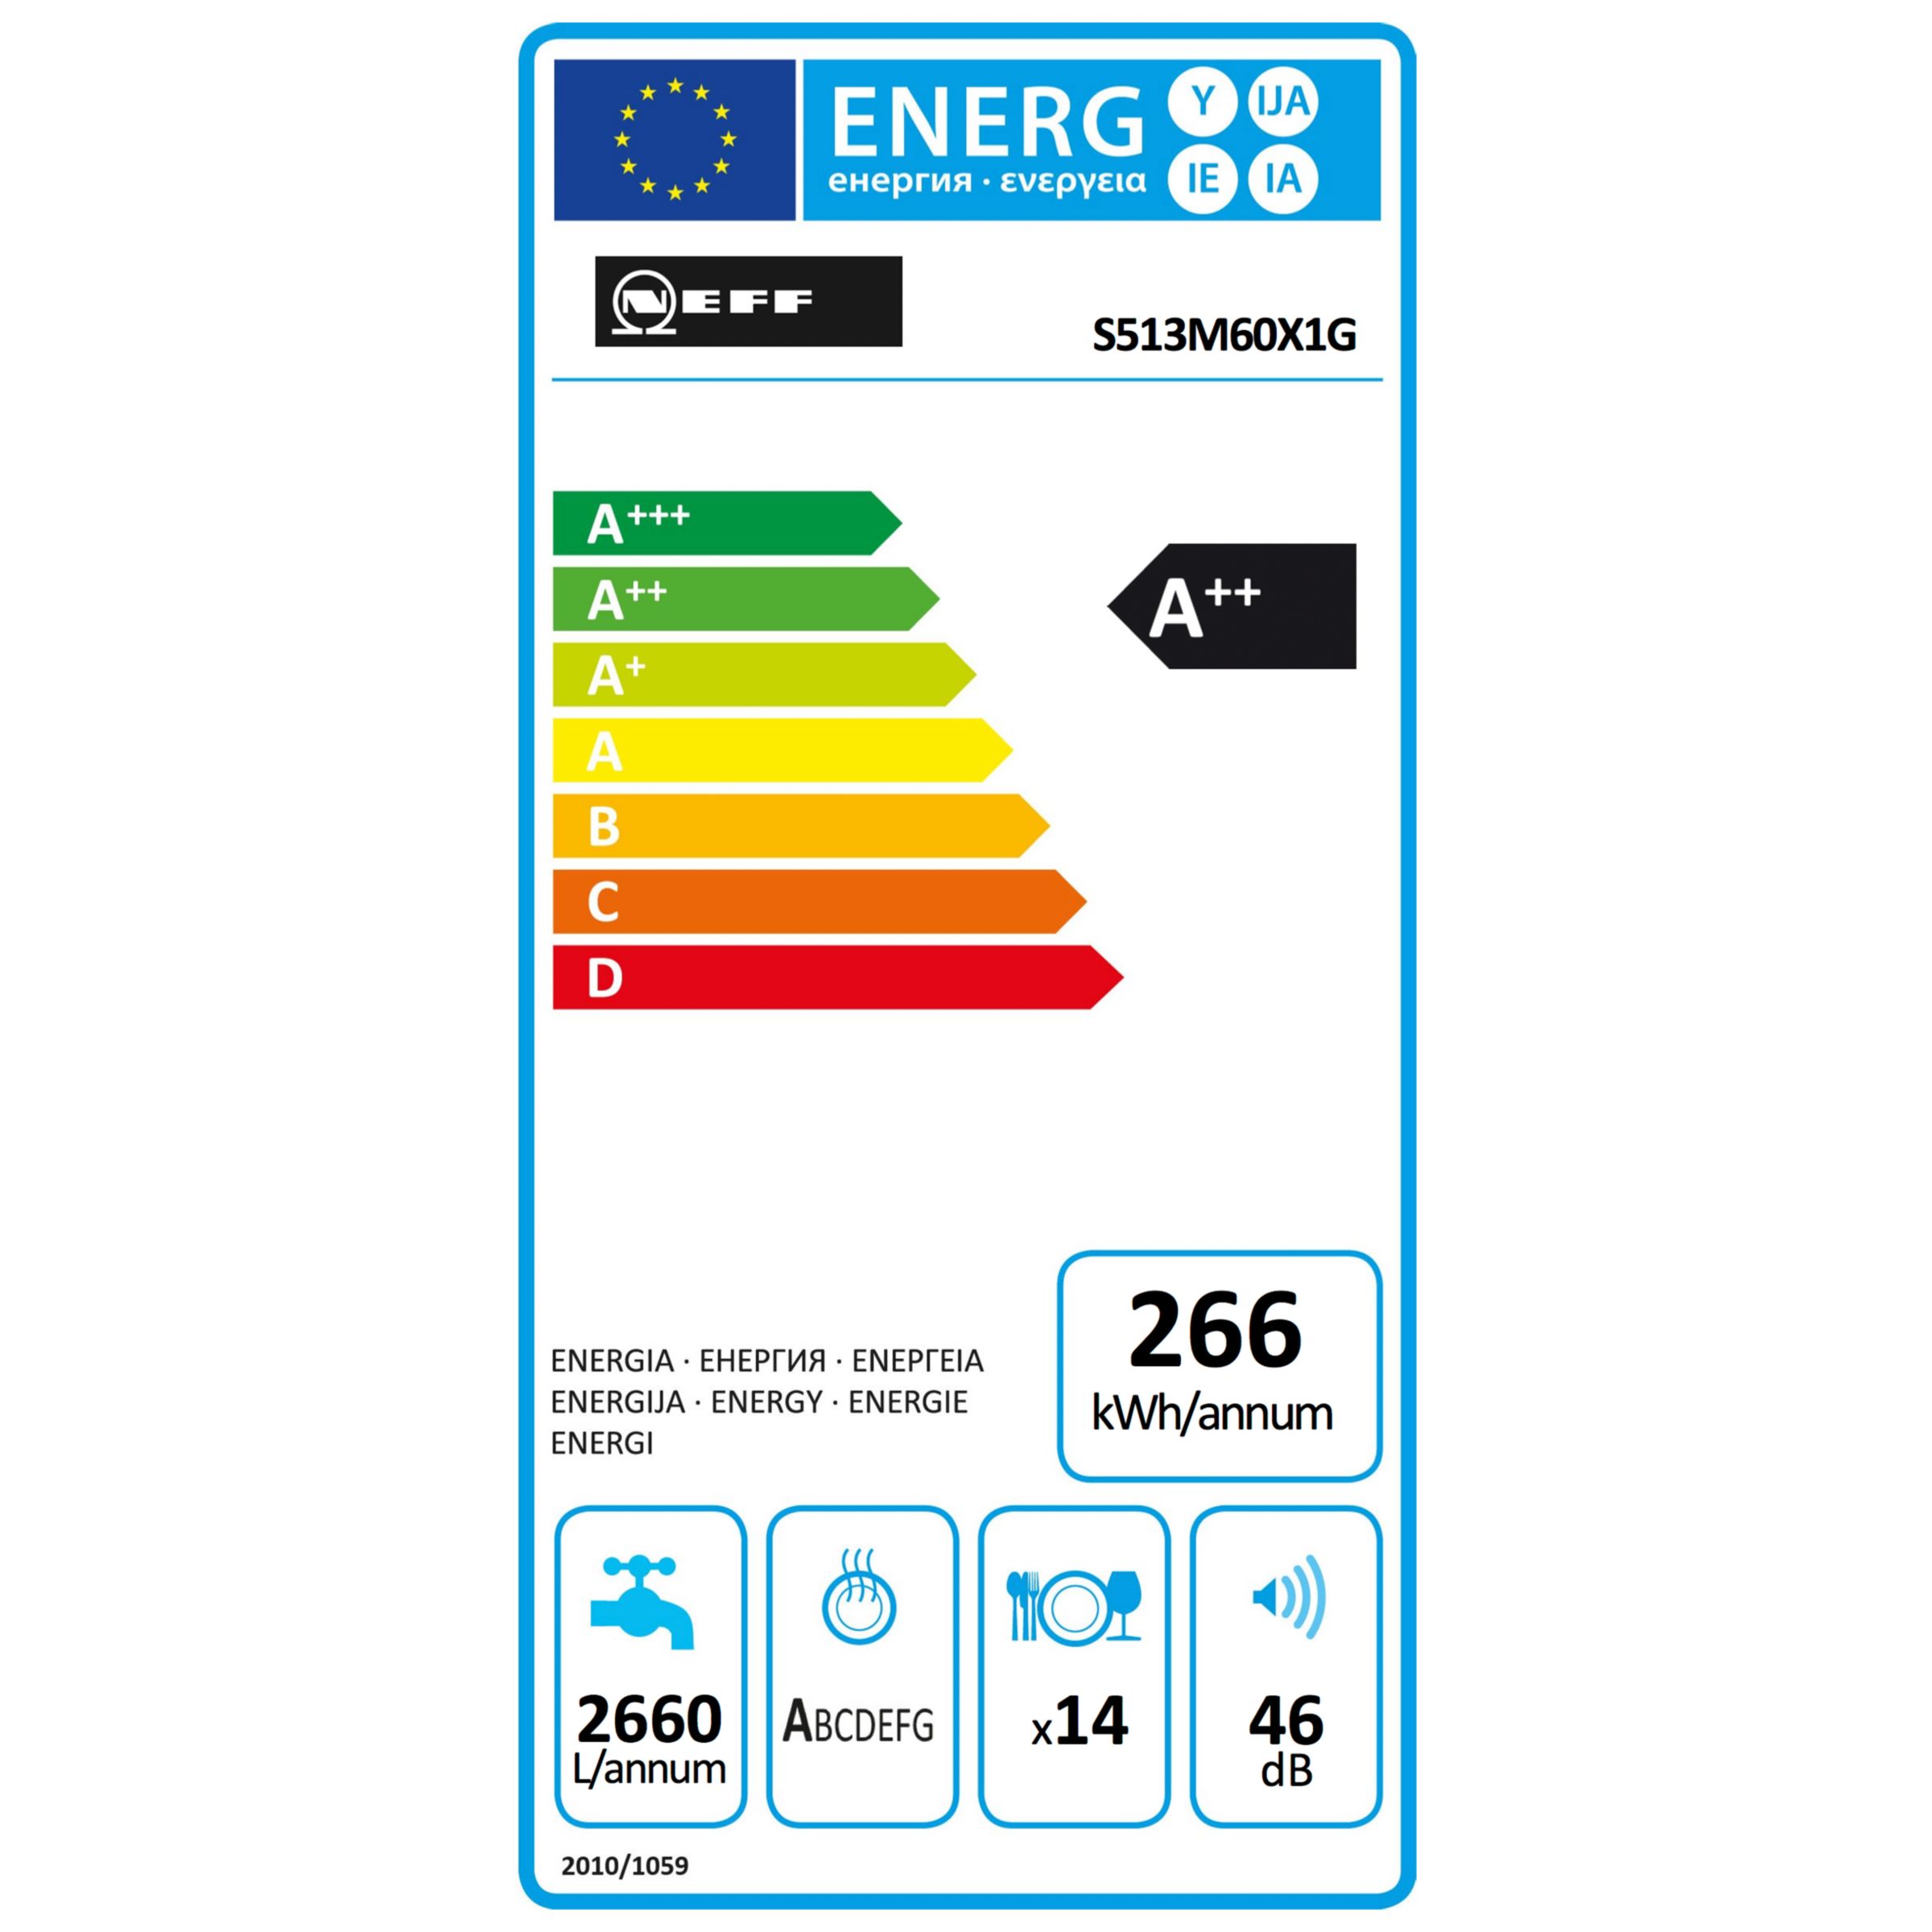 ENERG Y IJA
енергия · ενεργεια IE IA
NEFF
S513M60X1G
A+++
A++
A++
A+
A
B
C
D
266
kWh/annum
ENERGIA · ЕНЕРГИЯ · ΕΝΕΡΓΕΙΑ
ENERGIJA · ENERGY · ENERGIE
ENERGI
2660
L/annum
ABCDEFG
x14
46
dB
2010/1059